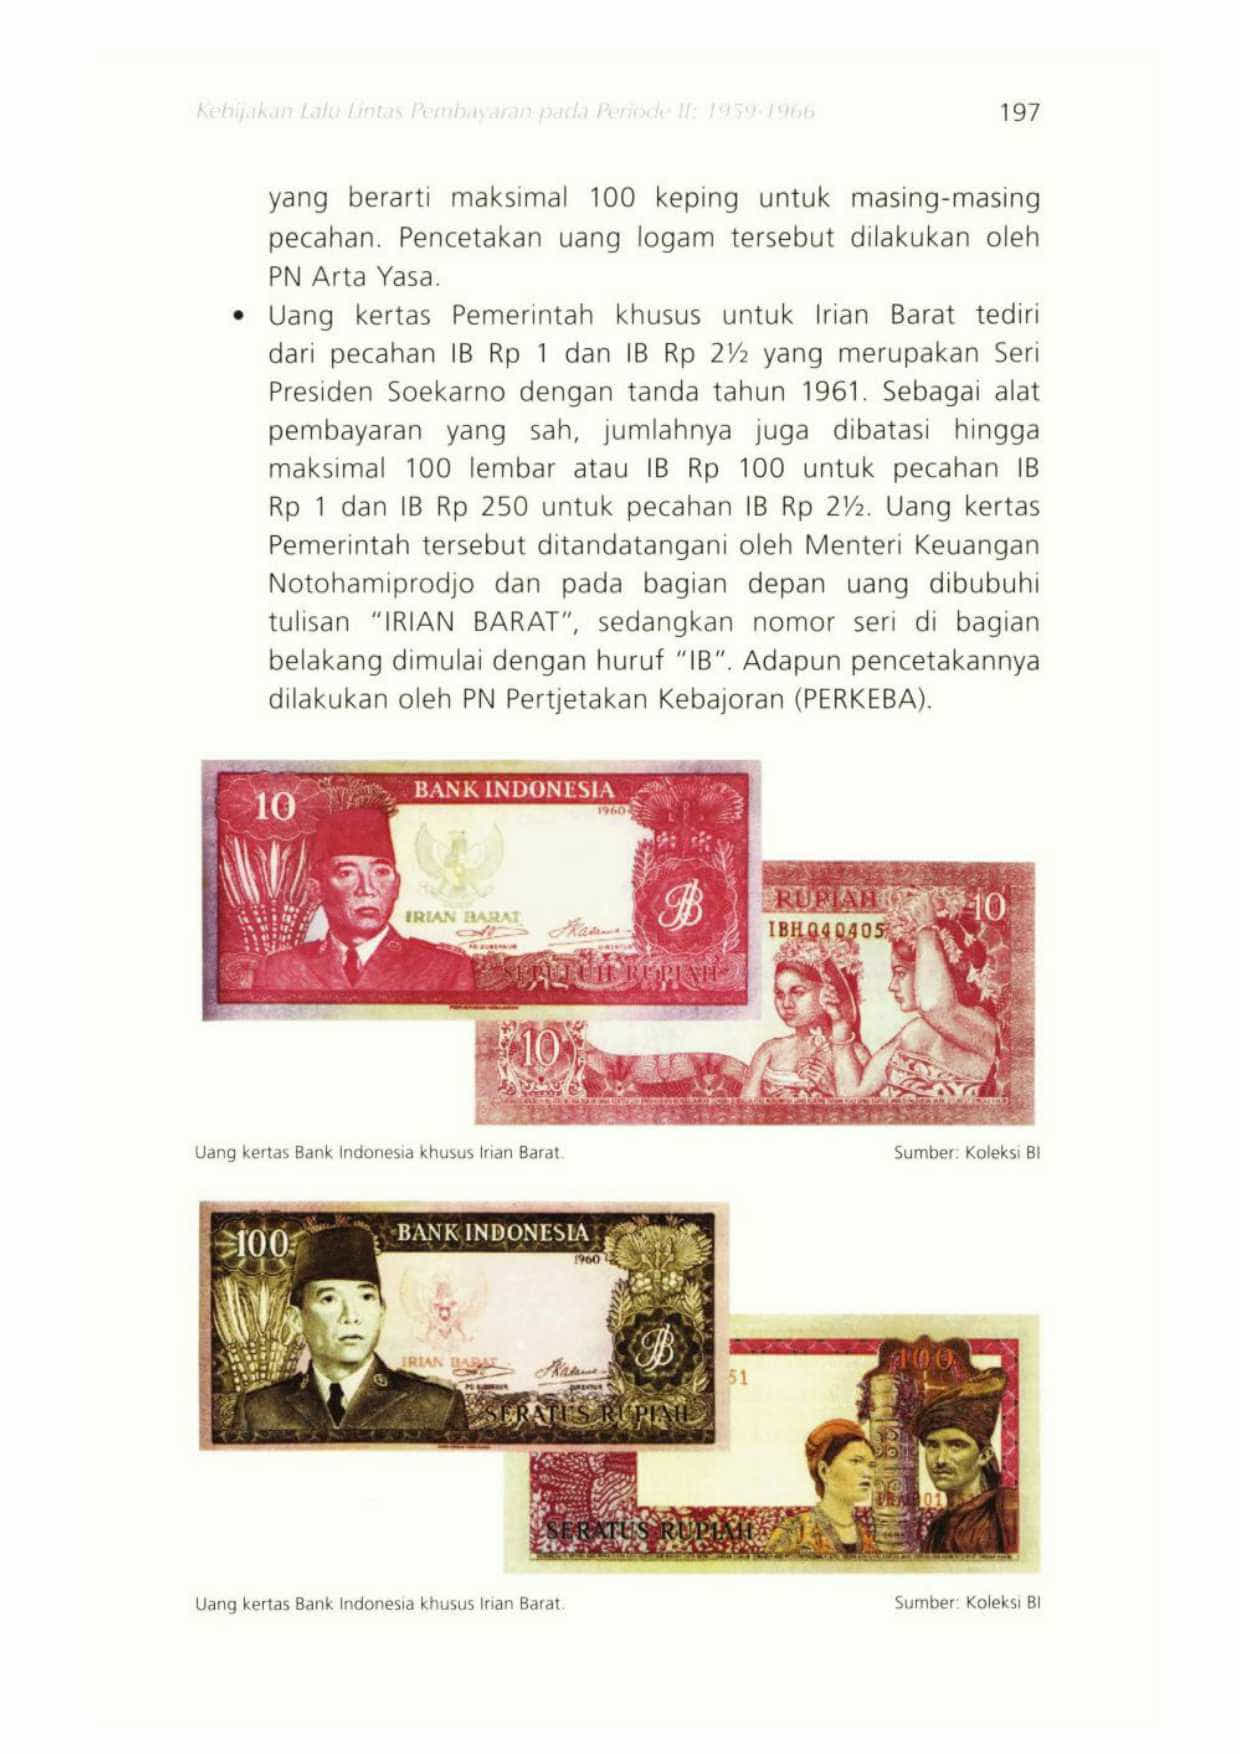 Kebijakan Lalu Lintas Pembayaran pada Periode II: 1959-1966
197
yang berarti maksimal 100 keping untuk masing-masing
pecahan. Pencetakan uang logam tersebut dilakukan oleh
PN Arta Yasa.
• Uang kertas Pemerintah khusus untuk Irian Barat tediri
dari pecahan IB Rp 1 dan IB Rp 2½ yang merupakan Seri
Presiden Soekarno dengan tanda tahun 1961. Sebagai alat
pembayaran yang sah, jumlahnya juga dibatasi hingga
maksimal 100 lembar atau IB Rp 100 untuk pecahan IB
Rp 1 dan IB Rp 250 untuk pecahan IB Rp 2½. Uang kertas
Pemerintah tersebut ditandatangani oleh Menteri Keuangan
Notohamiprodjo dan pada bagian depan uang dibubuhi
tulisan “IRIAN BARAT”, sedangkan nomor seri di bagian
belakang dimulai dengan huruf “IB”. Adapun pencetakannya
dilakukan oleh PN Pertjetakan Kebajoran (PERKEBA).
10
BANK INDONESIA
1960
IRIAN BARAT
SEPULUH RUPIAH
RUPIAH
10
IBH040405
10
Uang kertas Bank Indonesia khusus Irian Barat.
Sumber: Koleksi BI
100
BANK INDONESIA
1960
IRIAN BARAT
DIREKTUR
SERATUS RUPIAH
100
51
SERATUS RUPIAH
Uang kertas Bank Indonesia khusus Irian Barat.
Sumber: Koleksi BI